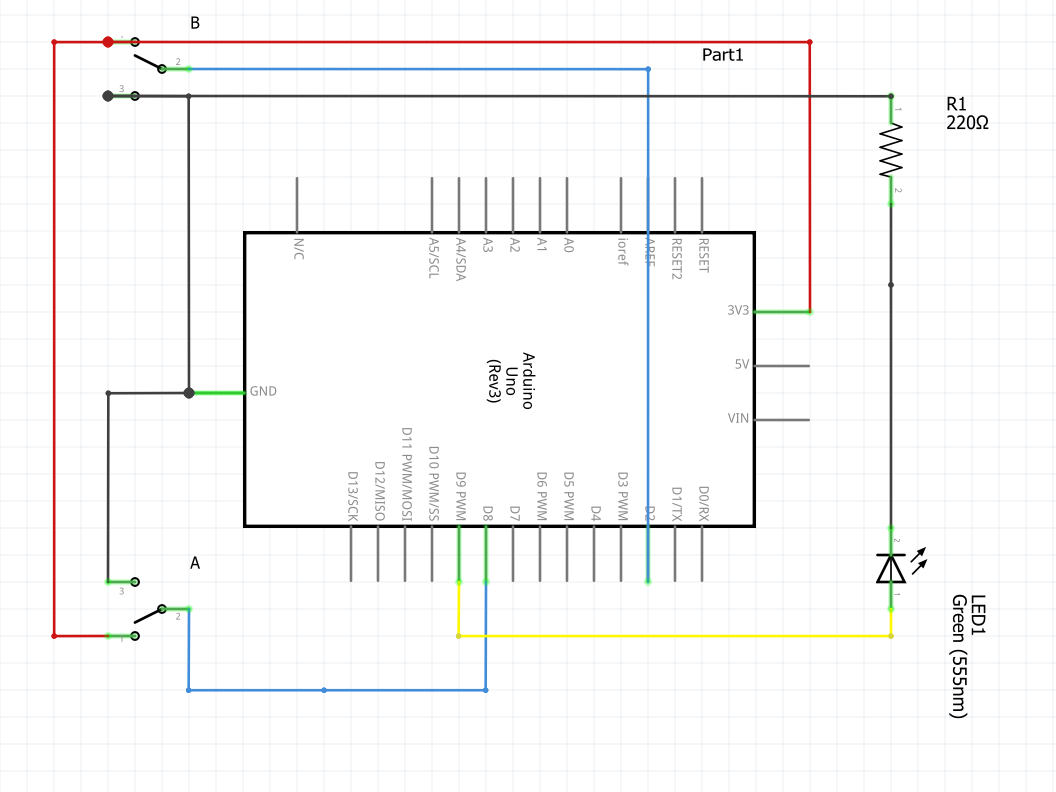 B
1
2
3
Part1
R1
220Ω
1
2
N/C
A5/SCL
A4/SDA
A3
A2
A1
A0
ioref
AREF
RESET2
RESET
3V3
5V
VIN
GND
Arduino
Uno
(Rev3)
D13/SCK
D12/MISO
D11 PWM/MOSI
D10 PWM/SS
D9 PWM
D8
D7
D6 PWM
D5 PWM
D4
D3 PWM
D2
D1/TX
D0/RX
A
3
2
1
2
1
LED1
Green (555nm)